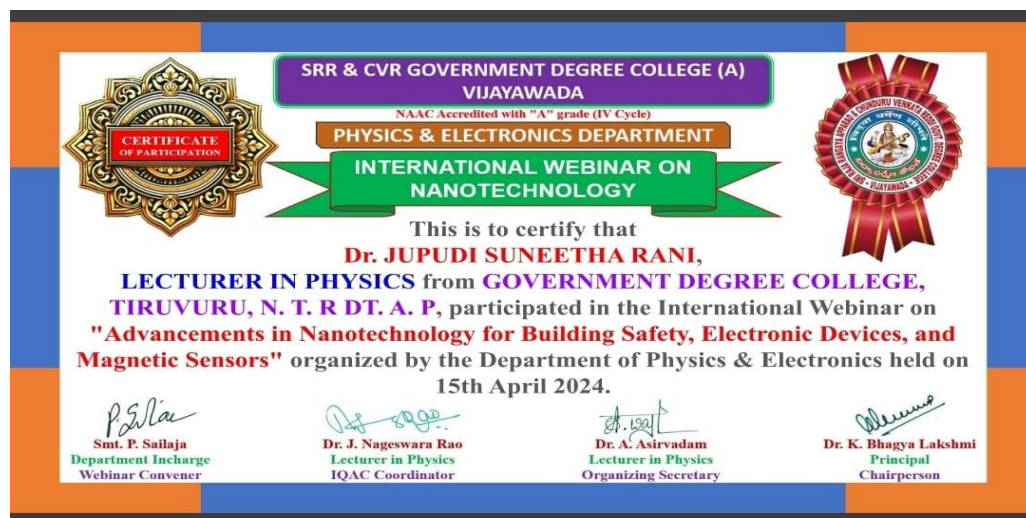 SRR & CVR GOVERNMENT DEGREE COLLEGE (A)
VIJAYAWADA
NAAC Accredited with "A" grade (IV Cycle)
PHYSICS & ELECTRONICS DEPARTMENT
CERTIFICATE
OF PARTICIPATION
INTERNATIONAL WEBINAR ON
NANOTECHNOLOGY
This is to certify that
Dr. JUPUDI SUNEETHA RANI,
LECTURER IN PHYSICS from GOVERNMENT DEGREE COLLEGE,
TIRUVURU, N. T. R DT. A. P, participated in the International Webinar on
"Advancements in Nanotechnology for Building Safety, Electronic Devices, and
Magnetic Sensors" organized by the Department of Physics & Electronics held on
15th April 2024.
Smt. P. Sailaja
Department Incharge
Webinar Convener
Dr. J. Nageswara Rao
Lecturer in Physics
IQAC Coordinator
Dr. A. Asirvadam
Lecturer in Physics
Organizing Secretary
Dr. K. Bhagya Lakshmi
Principal
Chairperson